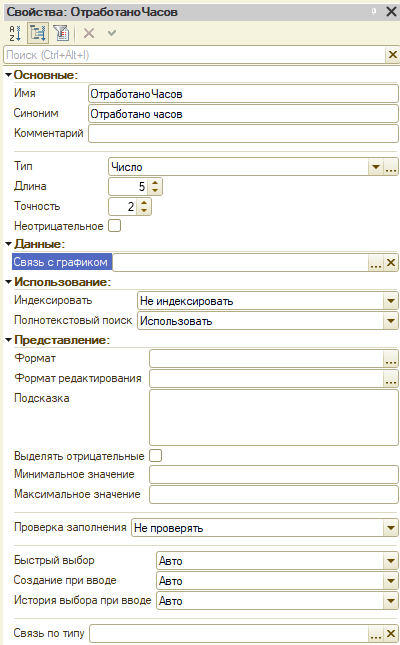 Свойства: ОтработаноЧасов
Поиск (Ctrl+Alt+I)
Основные:
Имя ОтработаноЧасов
Синоним Отработано часов
Комментарий
Тип Число
Длина 5
Точность 2
Неотрицательное
Данные:
Связь с графиком
Использование:
Индексировать Не индексировать
Полнотекстовый поиск Использовать
Представление:
Формат
Формат редактирования
Подсказка
Выделять отрицательные
Минимальное значение
Максимальное значение
Проверка заполнения Не проверять
Быстрый выбор Авто
Создание при вводе Авто
История выбора при вводе Авто
Связь по типу